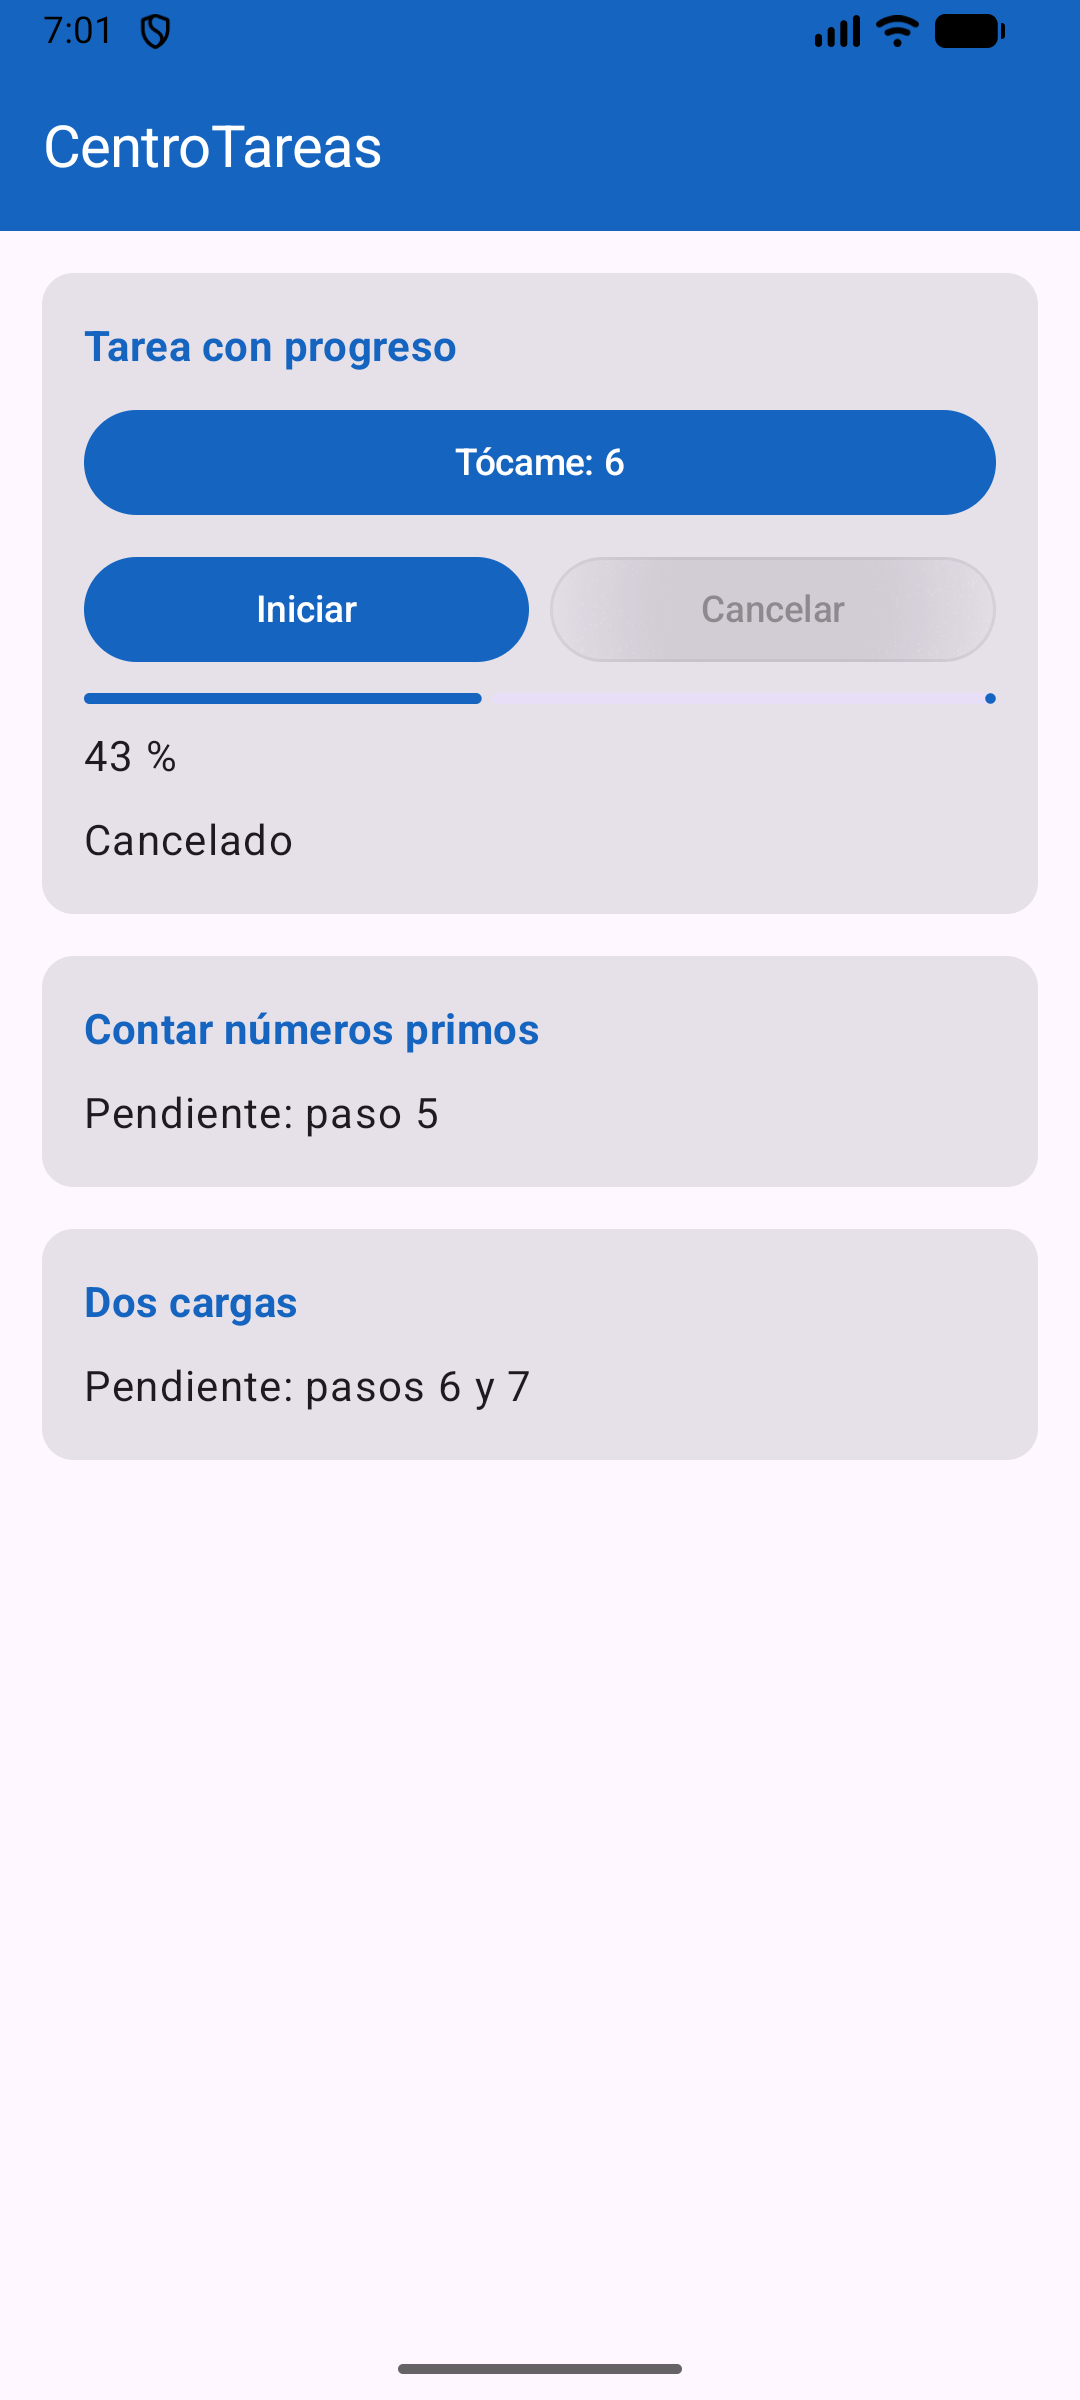 7:01
CentroTareas
Tarea con progreso
Tócame: 6
Iniciar
Cancelar
43 %
Cancelado
Contar números primos
Pendiente: paso 5
Dos cargas
Pendiente: pasos 6 y 7